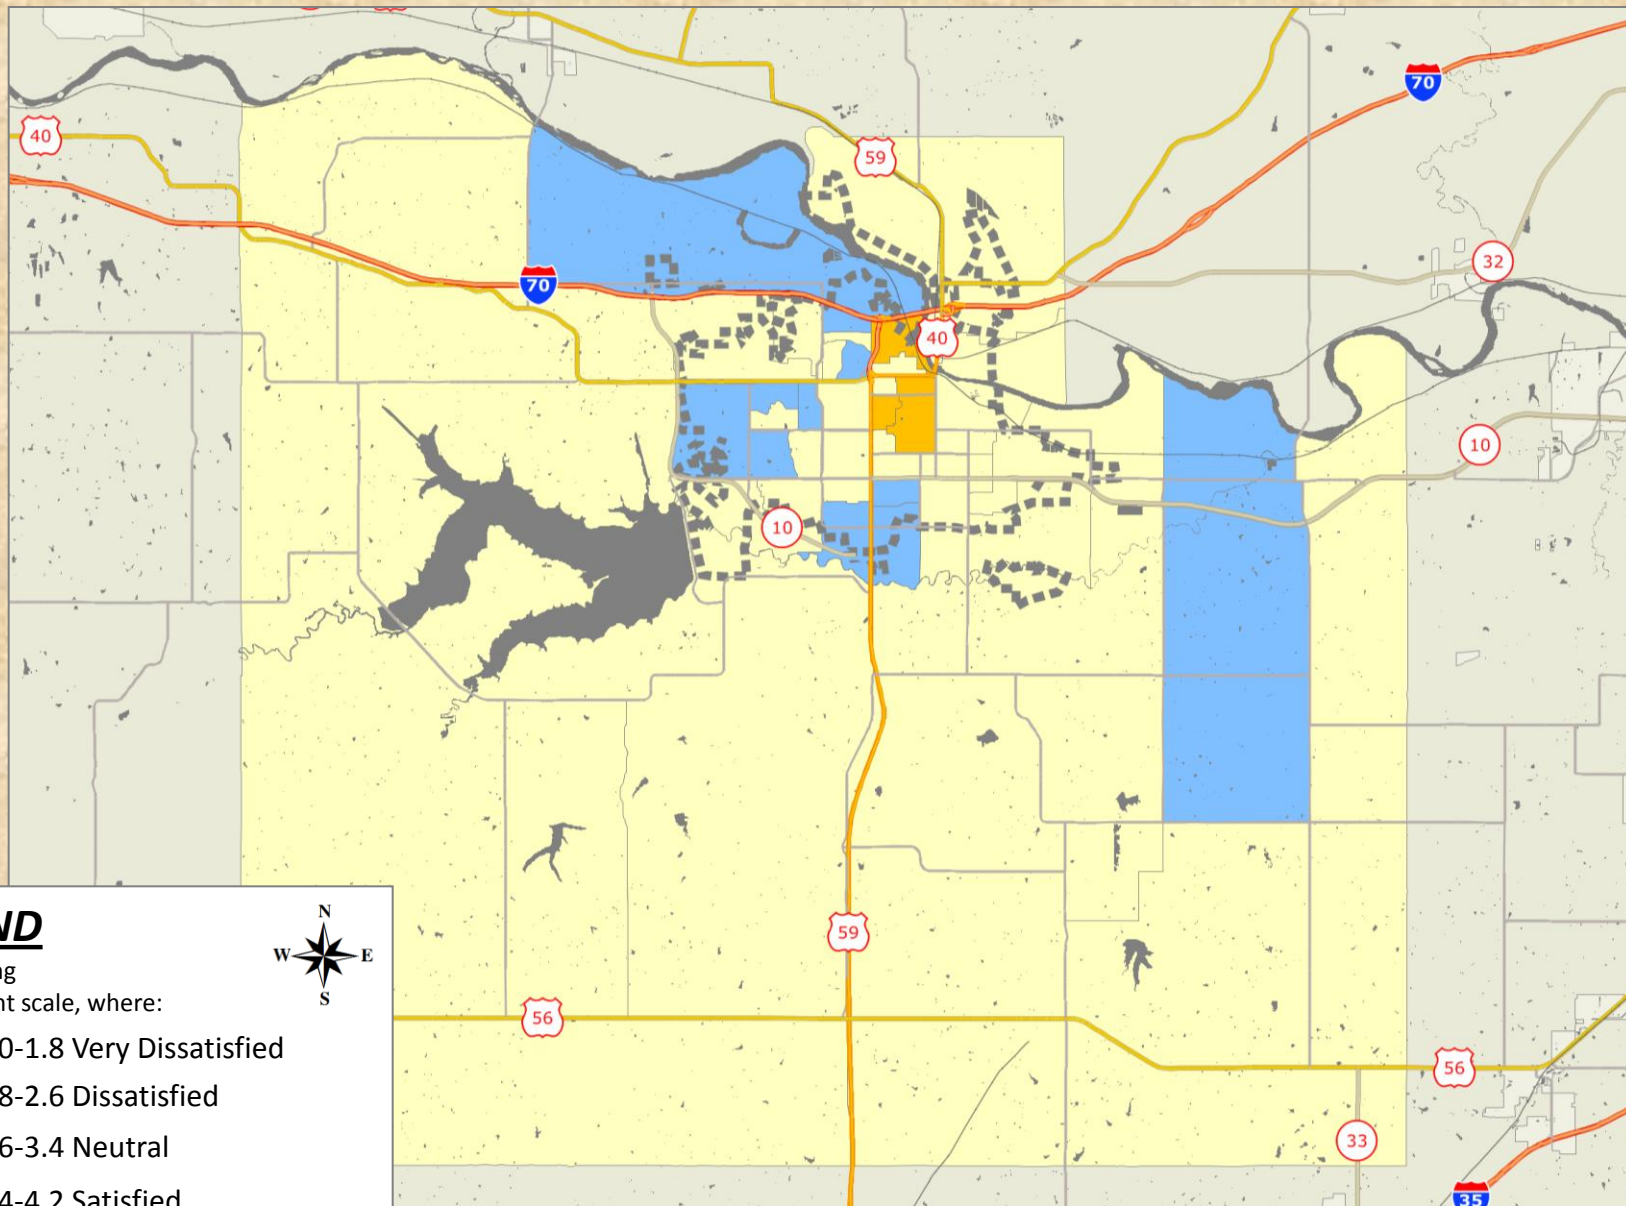 70
40
59
32
70
40
10
10
59
ND
N
W E
S
ng
nt scale, where:
0-1.8 Very Dissatisfied
8-2.6 Dissatisfied
6-3.4 Neutral
4-4.2 Satisfied
56
56
33
35